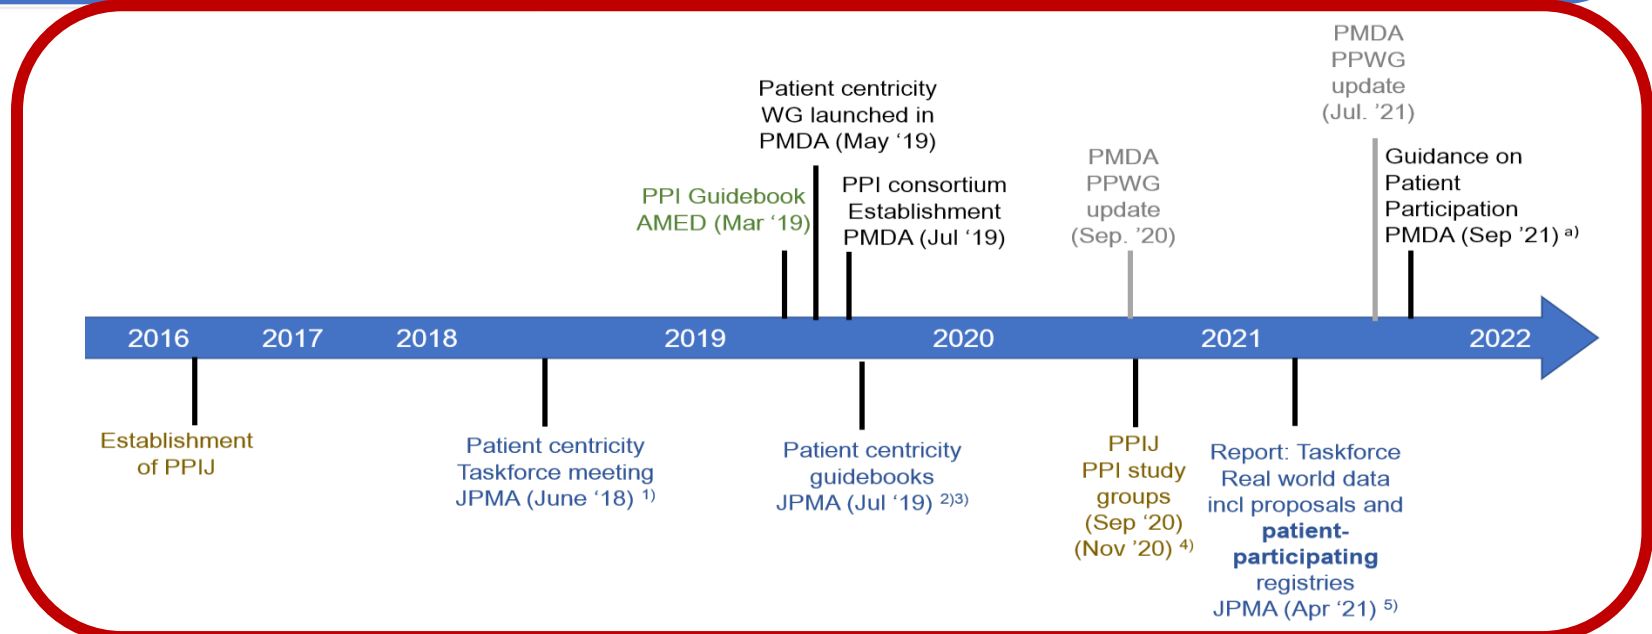 PMDA
PPWG
update
(Jul. ’21)
Patient centricity
WG launched in
PMDA (May ‘19)
PPI Guidebook
AMED (Mar ‘19)
PPI consortium
Establishment
PMDA (Jul ‘19)
PMDA
PPWG
update
(Sep. ’20)
Guidance on
Patient
Participation
PMDA (Sep ’21) a)
2016 2017 2018 2019 2020 2021 2022
Establishment
of PPIJ
Patient centricity
Taskforce meeting
JPMA (June ‘18) 1)
Patient centricity
guidebooks
JPMA (Jul ‘19) 2)3)
PPIJ
PPI study
groups
(Sep ‘20)
(Nov ’20) 4)
Report: Taskforce
Real world data
incl proposals and
patient-
participating
registries
JPMA (Apr ‘21) 5)